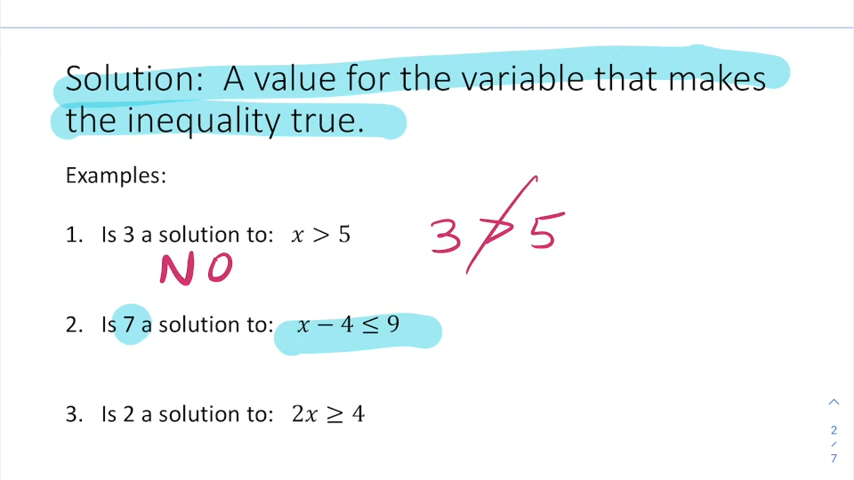 Solution: A value for the variable that makes
the inequality true.
Examples:
1. Is 3 a solution to: x > 5
3 > 5
NO
2. Is 7 a solution to: x − 4 ≤ 9
3. Is 2 a solution to: 2x ≥ 4
2
/
7